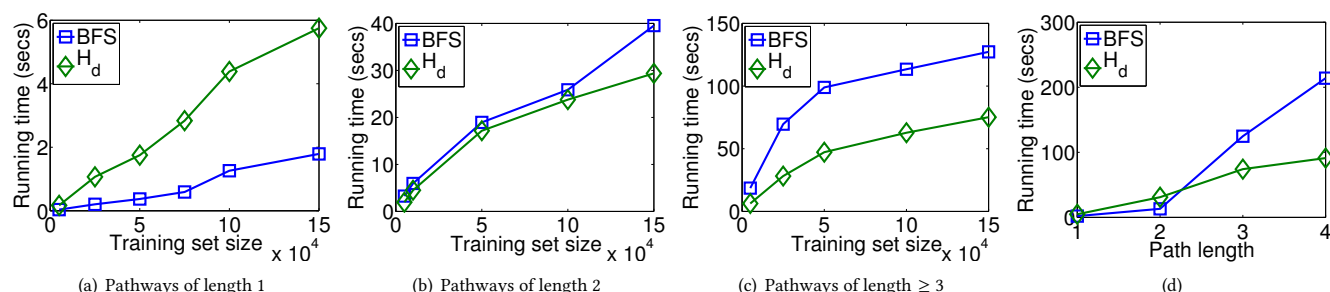 6
4
2
0
0
5
10
15
Running time (secs)
Training set size
x 10^4
BFS
H_d
(a) Pathways of length 1
40
30
20
10
0
0
5
10
15
Running time (secs)
Training set size
x 10^4
BFS
H_d
(b) Pathways of length 2
150
100
50
0
0
5
10
15
Running time (secs)
Training set size
x 10^4
BFS
H_d
(c) Pathways of length ≥ 3
300
200
100
0
1
2
3
4
Running time (secs)
Path length
BFS
H_d
(d)